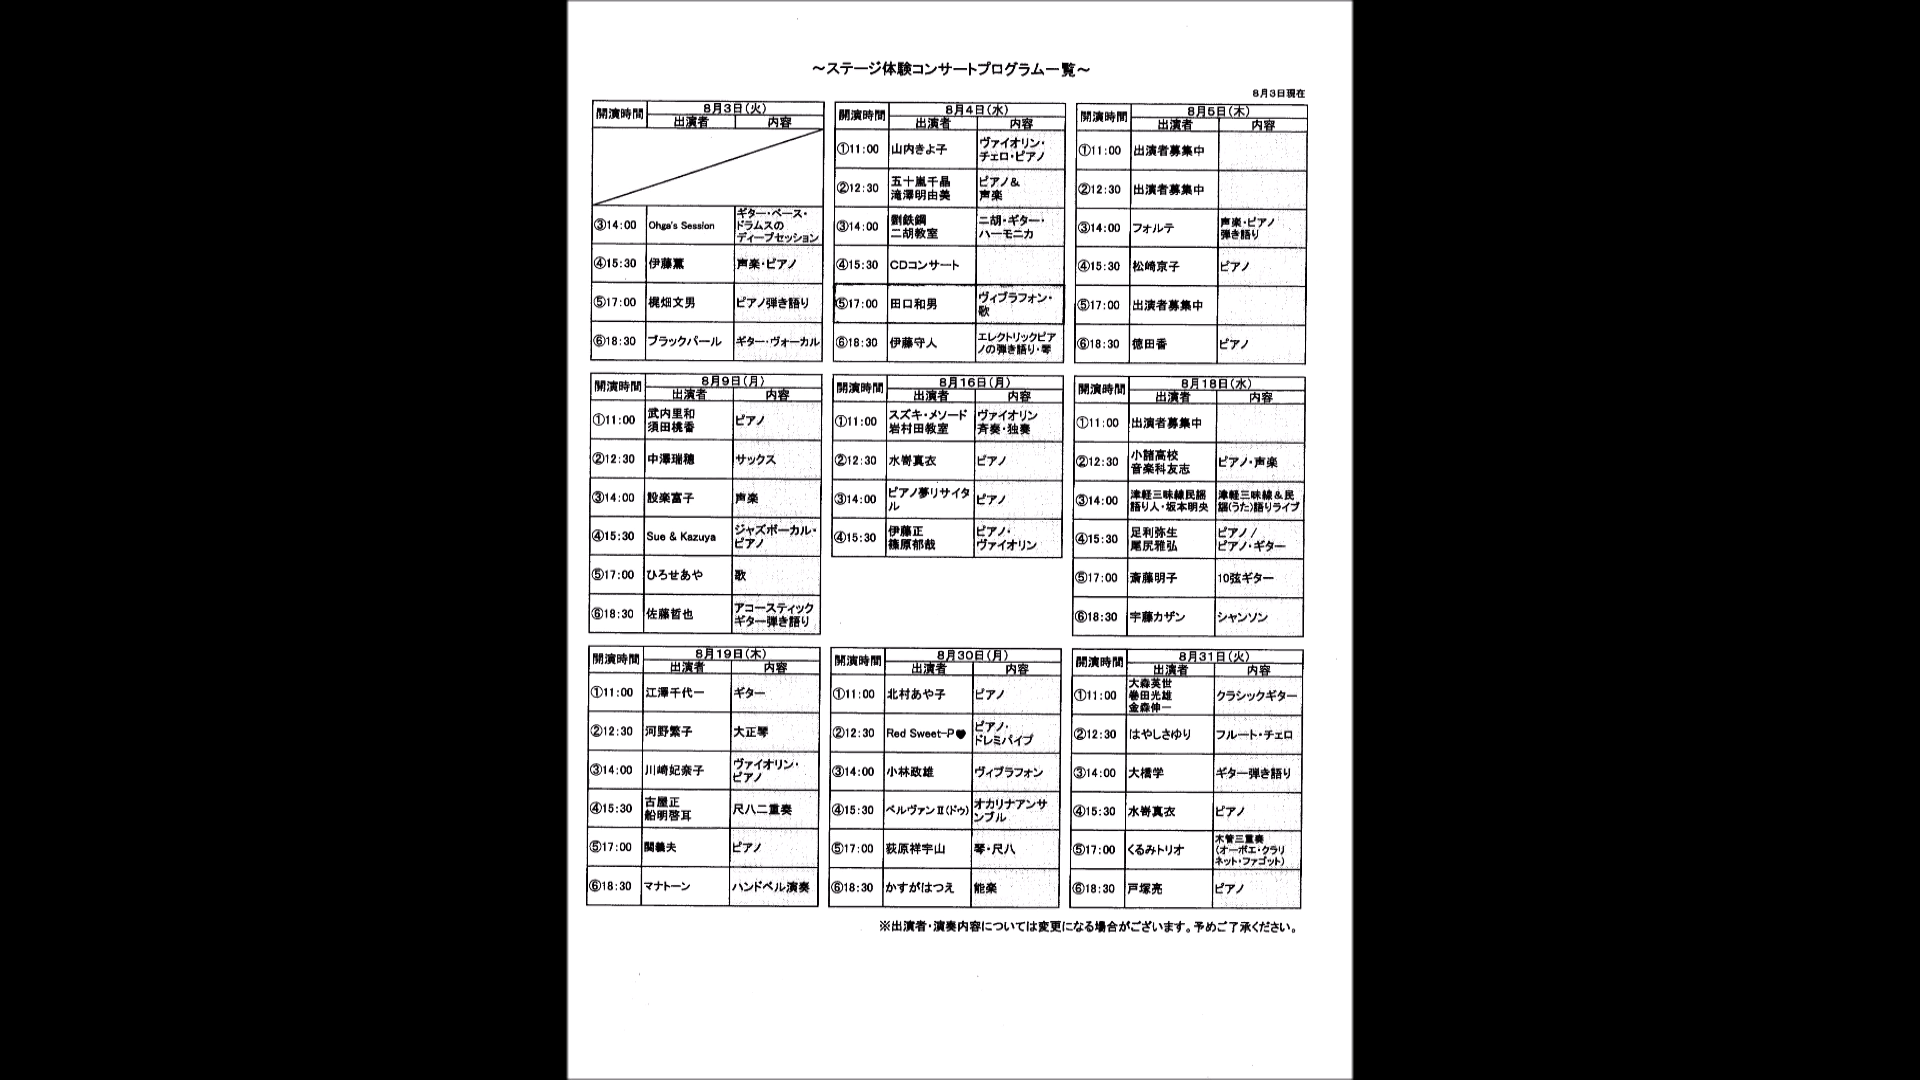 ～ステージ体験コンサートプログラム一覧～
8月3日現在
開演時間 8月3日(火)
出演者 内容
③14:00 Ohga's Session ギター・ベース・
ドラムスの
ディープセッション
④15:30 伊藤薫 声楽・ピアノ
⑤17:00 梶畑文男 ピアノ弾き語り
⑥18:30 ブラックパール ギター・ヴォーカル
開演時間 8月4日(水)
出演者 内容
①11:00 山内きよ子 ヴァイオリン・
チェロ・ピアノ
②12:30 五十嵐千晶 ピアノ＆
滝澤明由美 声楽
③14:00 劉鉄鋼 二胡・ギター・
二胡教室 ハーモニカ
④15:30 CDコンサート
⑤17:00 田口和男 ヴィブラフォン・
歌
⑥18:30 伊藤守人 エレクトリックピア
ノの弾き語り・琴
開演時間 8月5日(木)
出演者 内容
①11:00 出演者募集中
②12:30 出演者募集中
③14:00 フォルテ 声楽・ピアノ
弾き語り
④15:30 松崎京子 ピアノ
⑤17:00 出演者募集中
⑥18:30 徳田香 ピアノ
開演時間 8月9日(月)
出演者 内容
①11:00 武内里和 ピアノ
須田桃香
②12:30 中澤瑞穂 サックス
③14:00 設楽富子 声楽
④15:30 Sue & Kazuya ジャズボーカル・
ピアノ
⑤17:00 ひろせあや 歌
⑥18:30 佐藤哲也 アコースティック
ギター弾き語り
開演時間 8月16日(月)
出演者 内容
①11:00 スズキ・メソード ヴァイオリン
岩村田教室 斉奏・独奏
②12:30 水嵜真衣 ピアノ
③14:00 ピアノ夢リサイタ ピアノ
ル
④15:30 伊藤正 ピアノ・
篠原郁哉 ヴァイオリン
開演時間 8月18日(水)
出演者 内容
①11:00 出演者募集中
②12:30 小諸高校 ピアノ・声楽
音楽科友志
③14:00 津軽三味線民謡 津軽三味線＆民
語り人・坂本明央 謡(うた)語りライブ
④15:30 足利弥生 ピアノ /
尾尻雅弘 ピアノ・ギター
⑤17:00 斎藤明子 10弦ギター
⑥18:30 宇藤カザン シャンソン
開演時間 8月19日(木)
出演者 内容
①11:00 江澤千代一 ギター
②12:30 河野繁子 大正琴
③14:00 川崎妃奈子 ヴァイオリン・
ピアノ
④15:30 古屋正 尺八二重奏
船明啓耳
⑤17:00 関義夫 ピアノ
⑥18:30 マナトーン ハンドベル演奏
開演時間 8月30日(月)
出演者 内容
①11:00 北村あや子 ピアノ
②12:30 Red Sweet-P♥ ピアノ・
ドレミパイプ
③14:00 小林政雄 ヴィブラフォン
④15:30 ベルヴァンⅡ(ドゥ) オカリナアンサ
ンブル
⑤17:00 荻原祥宇山 琴・尺八
⑥18:30 かすがはつえ 能楽
開演時間 8月31日(火)
出演者 内容
①11:00 大森英世 クラシックギター
巻田光雄
金森伸一
②12:30 はやしさゆり フルート・チェロ
③14:00 大橋学 ギター弾き語り
④15:30 水嵜真衣 ピアノ
⑤17:00 くるみトリオ 木管三重奏
(オーボエ・クラリ
ネット・ファゴット)
⑥18:30 戸塚亮 ピアノ
※出演者・演奏内容については変更になる場合がございます。予めご了承ください。